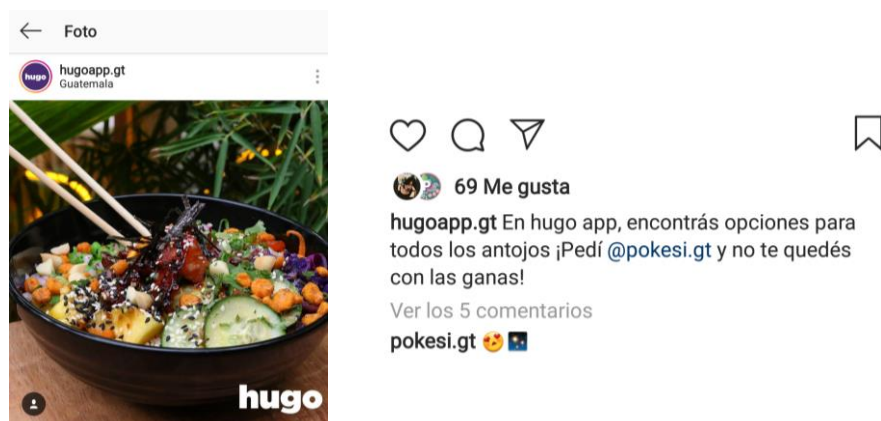 Foto
hugo
hugoapp.gt
Guatemala
hugo
69 Me gusta
hugoapp.gt En hugo app, encontrás opciones para
todos los antojos ¡Pedí @pokesi.gt y no te quedés
con las ganas!
Ver los 5 comentarios
pokesi.gt 😍 🎆